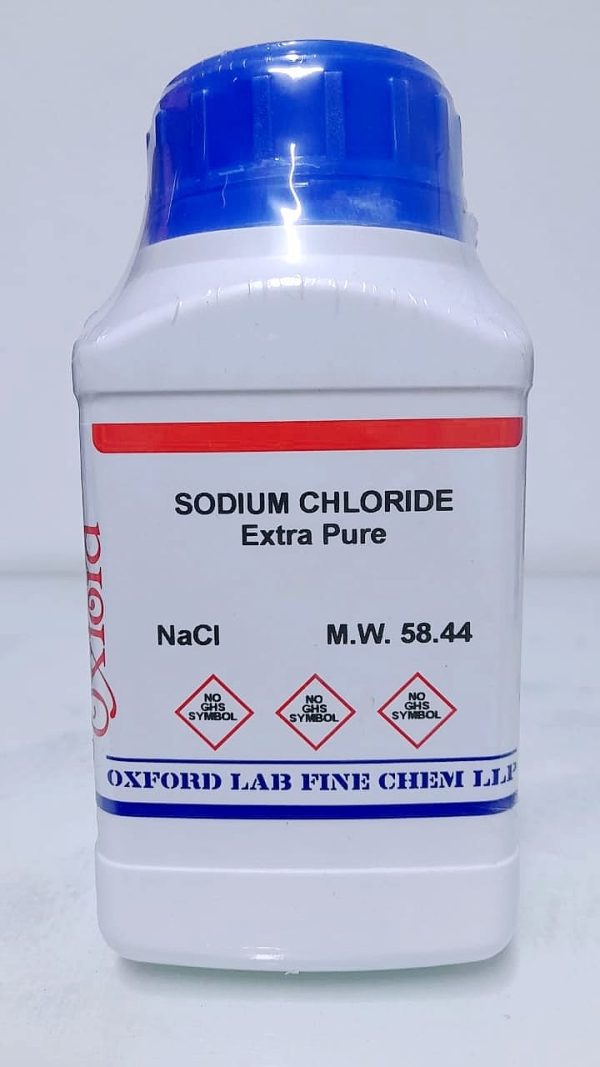 SODIUM CHLORIDE
Extra Pure
NaCl M.W. 58.44
NO
GHS
SYMBOL
NO
GHS
SYMBOL
NO
GHS
SYMBOL
OXFORD LAB FINE CHEM LLP